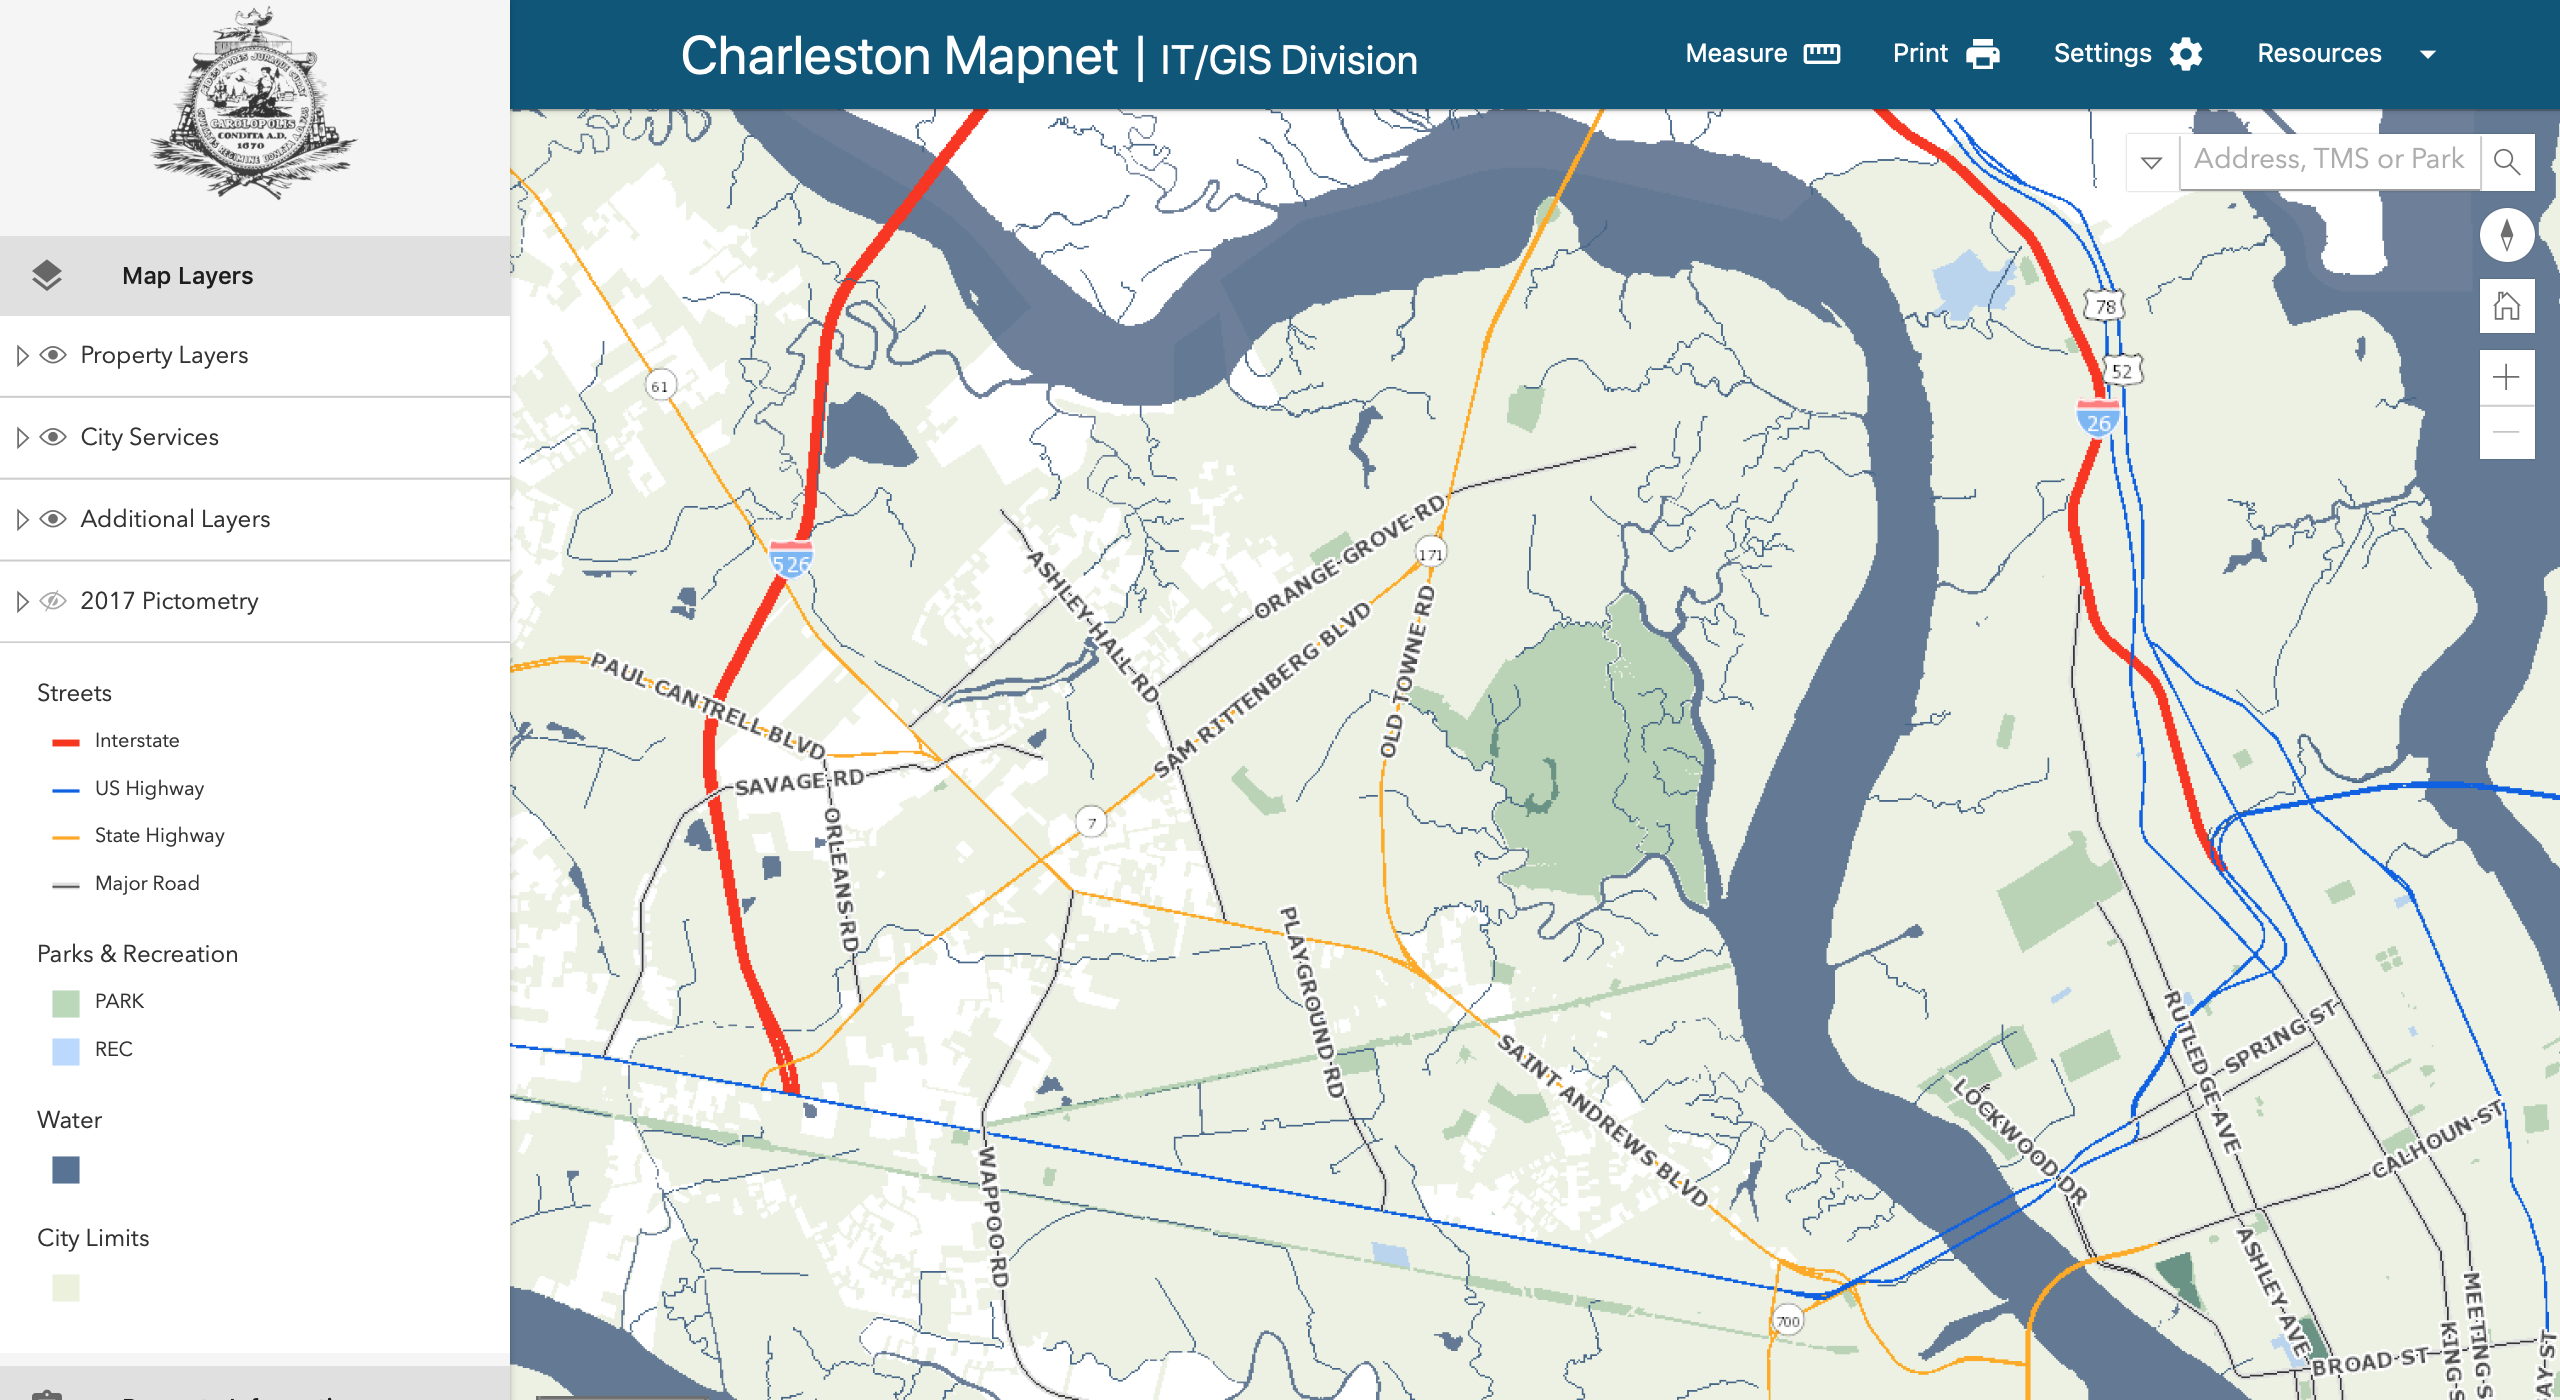 CAROLOPOLIS
CONDITA A.D.
1670
Charleston Mapnet | IT/GIS Division
Measure
Print
Settings
Resources
Address, TMS or Park
Map Layers
Property Layers
City Services
Additional Layers
2017 Pictometry
Streets
Interstate
US Highway
State Highway
Major Road
Parks & Recreation
PARK
REC
Water
City Limits
61
526
78
52
26
171
7
700
ASHLEY HALL RD
ORANGE GROVE RD
SAM RITTENBERG BLVD
OLD TOWNE RD
PAUL CANTRELL BLVD
SAVAGE RD
ORLEANS RD
PLAYGROUND RD
WAPPOO RD
SAINT ANDREWS BLVD
LOCKWOOD DR
RUTLEDGE AVE
SPRING ST
CALHOUN ST
ASHLEY AVE
BROAD ST
KING S
MEETING S
AY ST